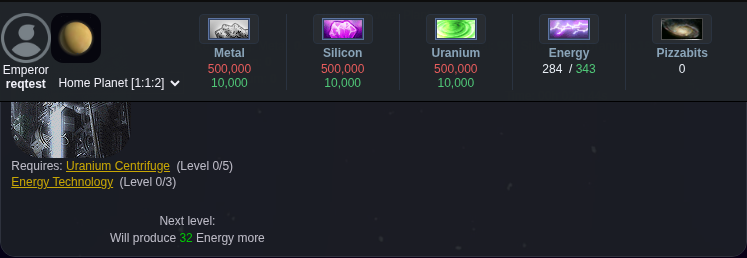 Emperor
reqtest
Home Planet [1:1:2]
Metal
500,000
10,000
Silicon
500,000
10,000
Uranium
500,000
10,000
Energy
284 / 343
Pizzabits
0
Requires: Uranium Centrifuge (Level 0/5)
Energy Technology (Level 0/3)
Next level:
Will produce 32 Energy more